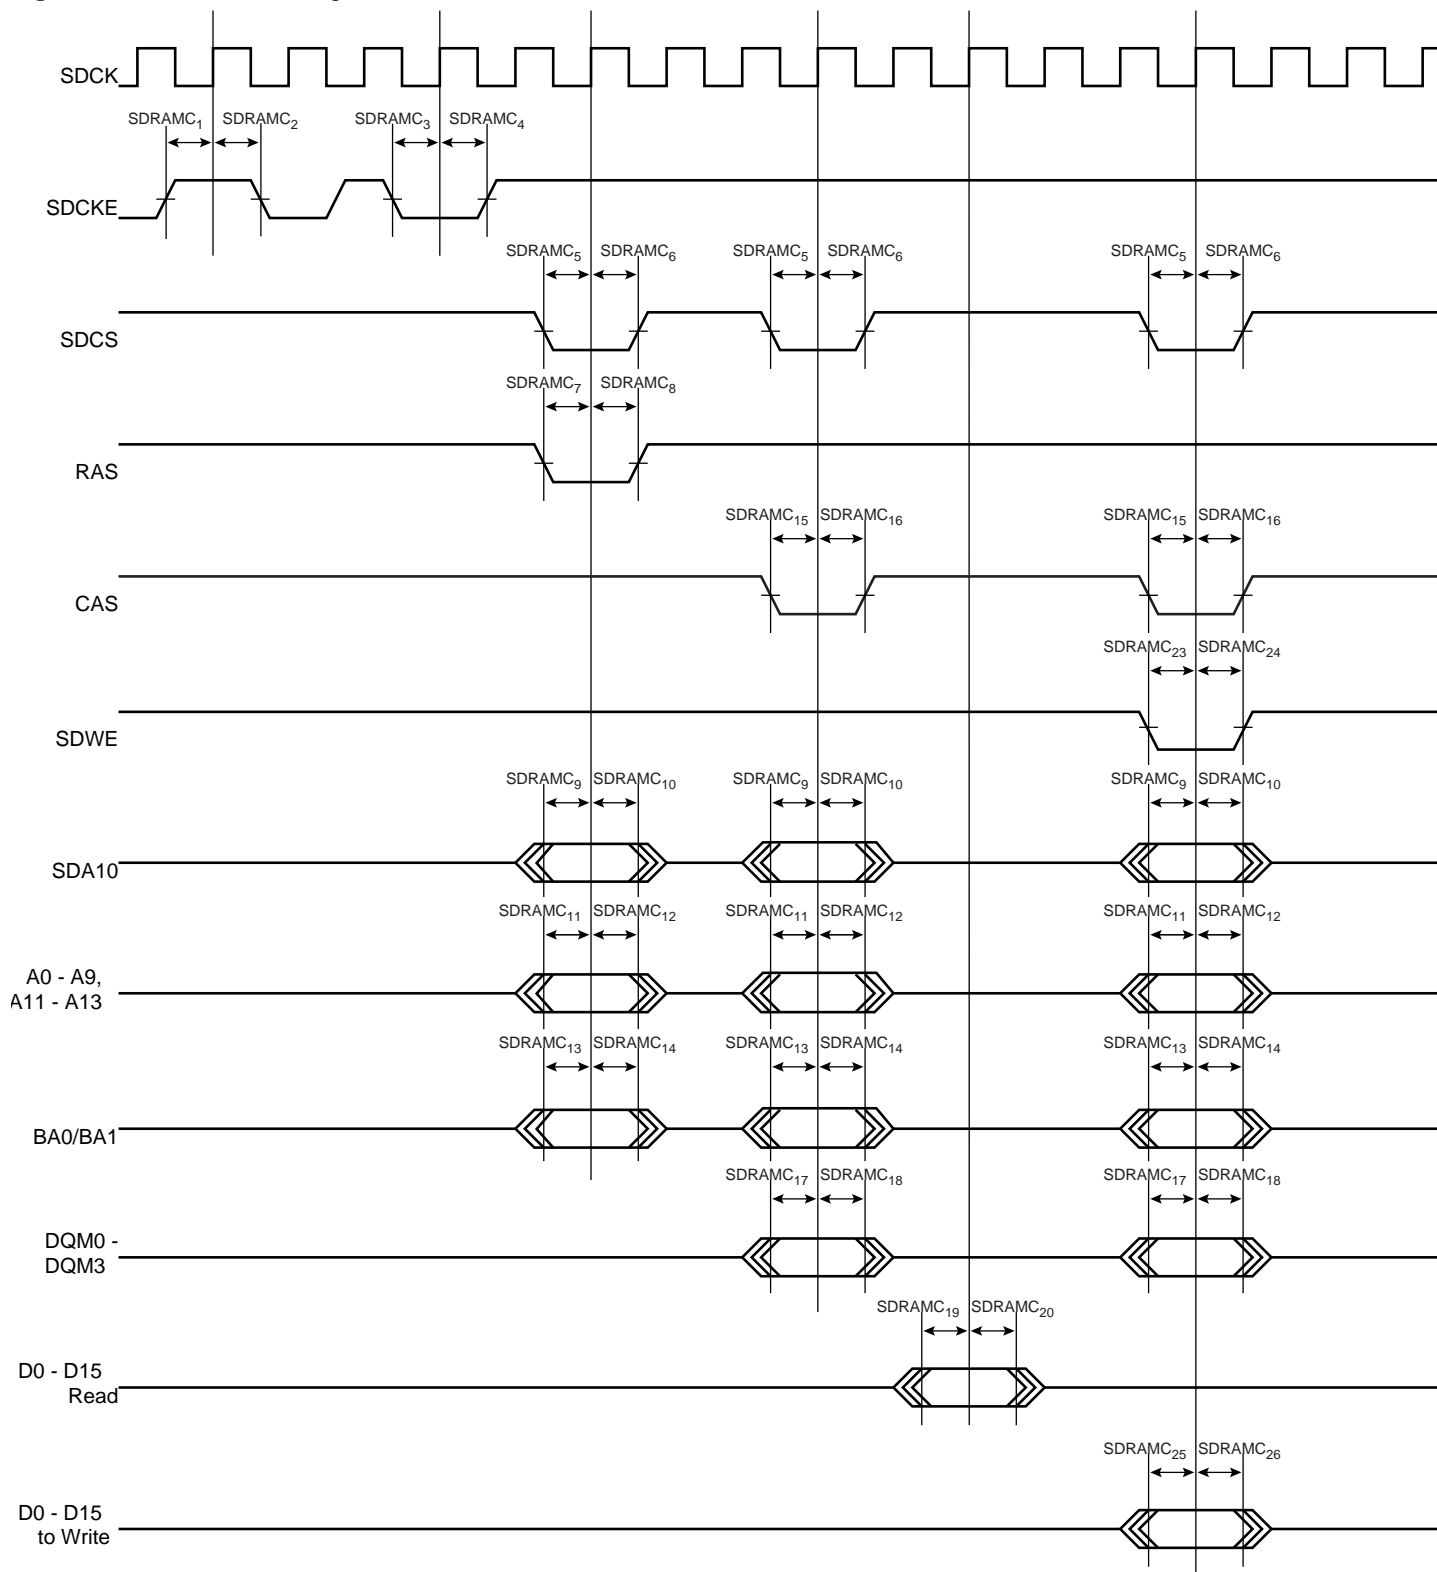 SDCK
SDRAMC1 SDRAMC2 SDRAMC3 SDRAMC4
SDCKE
SDRAMC5 SDRAMC6 SDRAMC5 SDRAMC6 SDRAMC5 SDRAMC6
SDCS
SDRAMC7 SDRAMC8
RAS
SDRAMC15 SDRAMC16 SDRAMC15 SDRAMC16
CAS
SDRAMC23 SDRAMC24
SDWE
SDRAMC9 SDRAMC10 SDRAMC9 SDRAMC10 SDRAMC9 SDRAMC10
SDA10
SDRAMC11 SDRAMC12 SDRAMC11 SDRAMC12 SDRAMC11 SDRAMC12
A0 - A9,
A11 - A13
SDRAMC13 SDRAMC14 SDRAMC13 SDRAMC14 SDRAMC13 SDRAMC14
BA0/BA1
SDRAMC17 SDRAMC18 SDRAMC17 SDRAMC18
DQM0 -
DQM3
SDRAMC19 SDRAMC20
D0 - D15
Read
SDRAMC25 SDRAMC26
D0 - D15
to Write